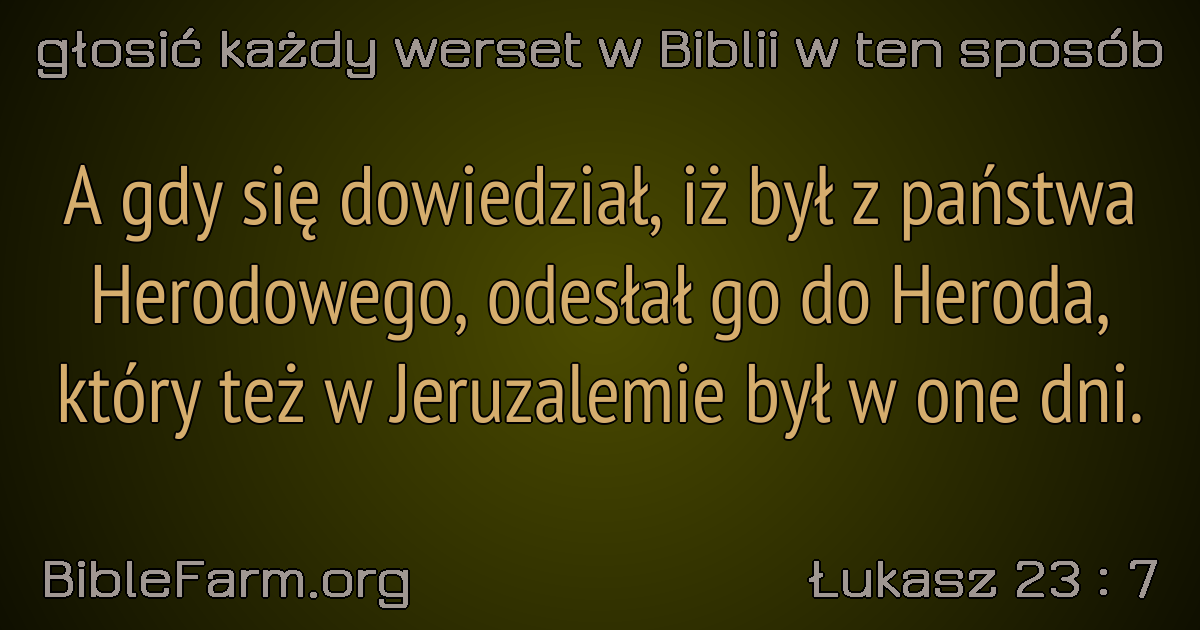 głosić każdy werset w Biblii w ten sposób
A gdy się dowiedział, iż był z państwa
Herodowego, odesłał go do Heroda,
który też w Jeruzalemie był w one dni.
BibleFarm.org
Łukasz 23 : 7